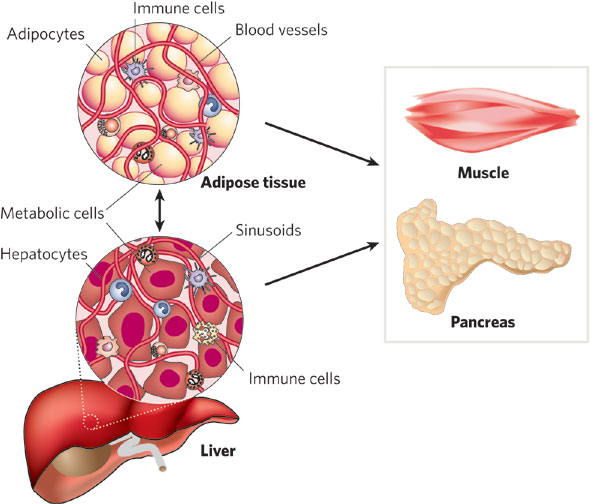 Immune cells
Adipocytes
Blood vessels
Adipose tissue
Muscle
Metabolic cells
Sinusoids
Hepatocytes
Pancreas
Immune cells
Liver